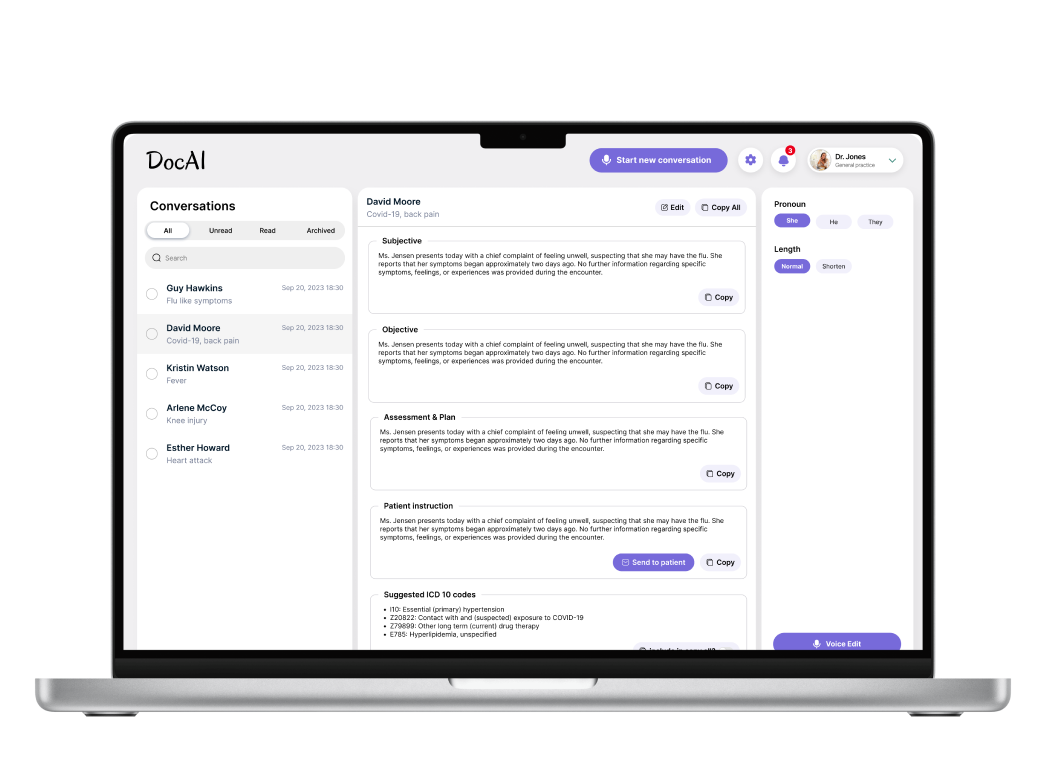 DocAI
Start new conversation
3
Dr. Jones
General practice
Conversations
All Unread Read Archived
Search
Guy Hawkins Sep 20, 2023 18:30
Flu like symptoms
David Moore Sep 20, 2023 18:30
Covid-19, back pain
Kristin Watson Sep 20, 2023 18:30
Fever
Arlene McCoy Sep 20, 2023 18:30
Knee injury
Esther Howard Sep 20, 2023 18:30
Heart attack
David Moore
Covid-19, back pain
Edit Copy All
Subjective
Ms. Jensen presents today with a chief complaint of feeling unwell, suspecting that she may have the flu. She
reports that her symptoms began approximately two days ago. No further information regarding specific
symptoms, feelings, or experiences was provided during the encounter.
Copy
Objective
Ms. Jensen presents today with a chief complaint of feeling unwell, suspecting that she may have the flu. She
reports that her symptoms began approximately two days ago. No further information regarding specific
symptoms, feelings, or experiences was provided during the encounter.
Copy
Assessment & Plan
Ms. Jensen presents today with a chief complaint of feeling unwell, suspecting that she may have the flu. She
reports that her symptoms began approximately two days ago. No further information regarding specific
symptoms, feelings, or experiences was provided during the encounter.
Copy
Patient instruction
Ms. Jensen presents today with a chief complaint of feeling unwell, suspecting that she may have the flu. She
reports that her symptoms began approximately two days ago. No further information regarding specific
symptoms, feelings, or experiences was provided during the encounter.
Send to patient Copy
Suggested ICD 10 codes
• I10: Essential (primary) hypertension
• Z20822: Contact with and (suspected) exposure to COVID-19
• Z79899: Other long term (current) drug therapy
• E785: Hyperlipidemia, unspecified
Pronoun
She He They
Length
Normal Shorten
Voice Edit